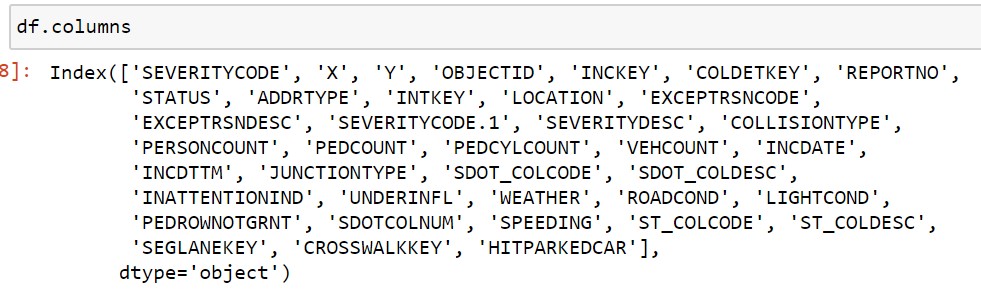 df.columns
8]: Index(['SEVERITYCODE', 'X', 'Y', 'OBJECTID', 'INCKEY', 'COLDETKEY', 'REPORTNO',
'STATUS', 'ADDRTYPE', 'INTKEY', 'LOCATION', 'EXCEPTRSNCODE',
'EXCEPTRSNDESC', 'SEVERITYCODE.1', 'SEVERITYDESC', 'COLLISIONTYPE',
'PERSONCOUNT', 'PEDCOUNT', 'PEDCYLCOUNT', 'VEHCOUNT', 'INCDATE',
'INCDTTM', 'JUNCTIONTYPE', 'SDOT_COLCODE', 'SDOT_COLDESC',
'INATTENTIONIND', 'UNDERINFL', 'WEATHER', 'ROADCOND', 'LIGHTCOND',
'PEDROWNOTGRNT', 'SDOTCOLNUM', 'SPEEDING', 'ST_COLCODE', 'ST_COLDESC',
'SEGLANEKEY', 'CROSSWALKKEY', 'HITPARKEDCAR'],
dtype='object')